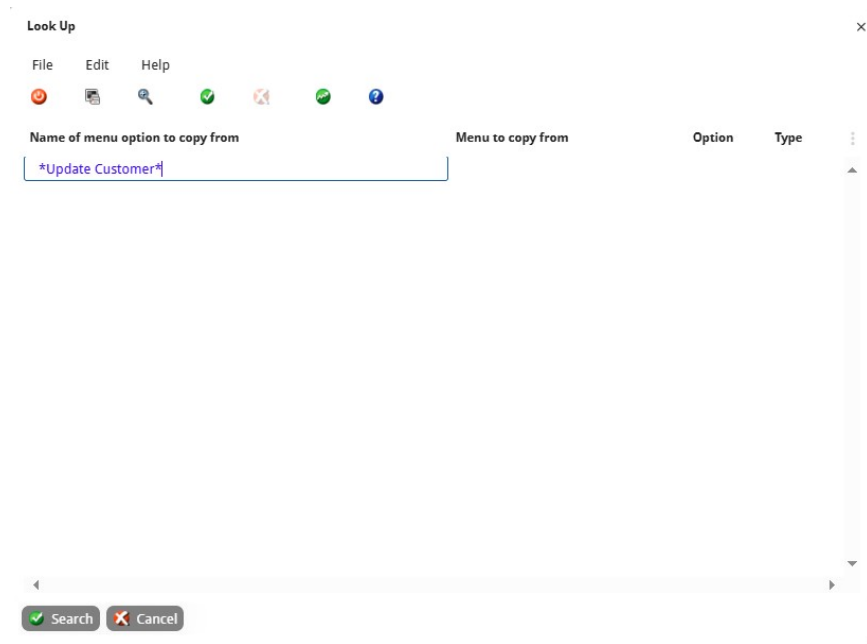 Look Up
File Edit Help
Name of menu option to copy from Menu to copy from Option Type
*Update Customer*
Search Cancel